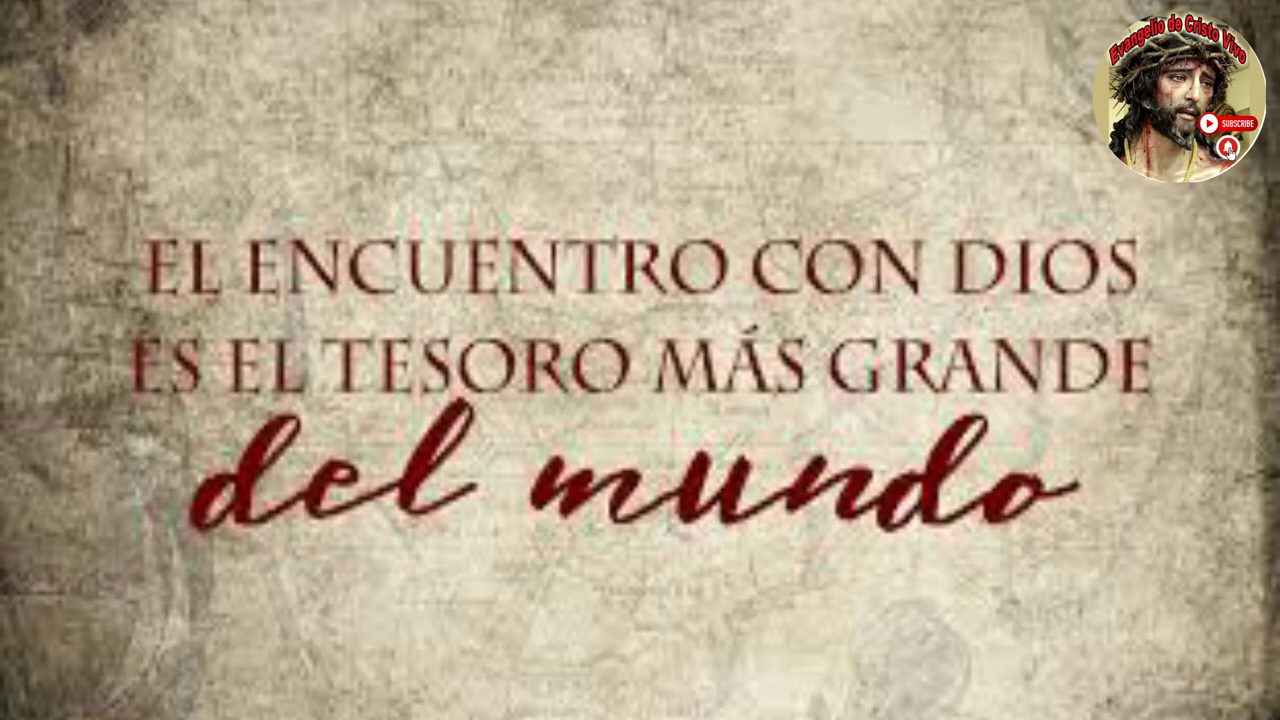 Evangelio de Cristo Vivo
SUBSCRIBE
EL ENCUENTRO CON DIOS
ES EL TESORO MÁS GRANDE
del mundo